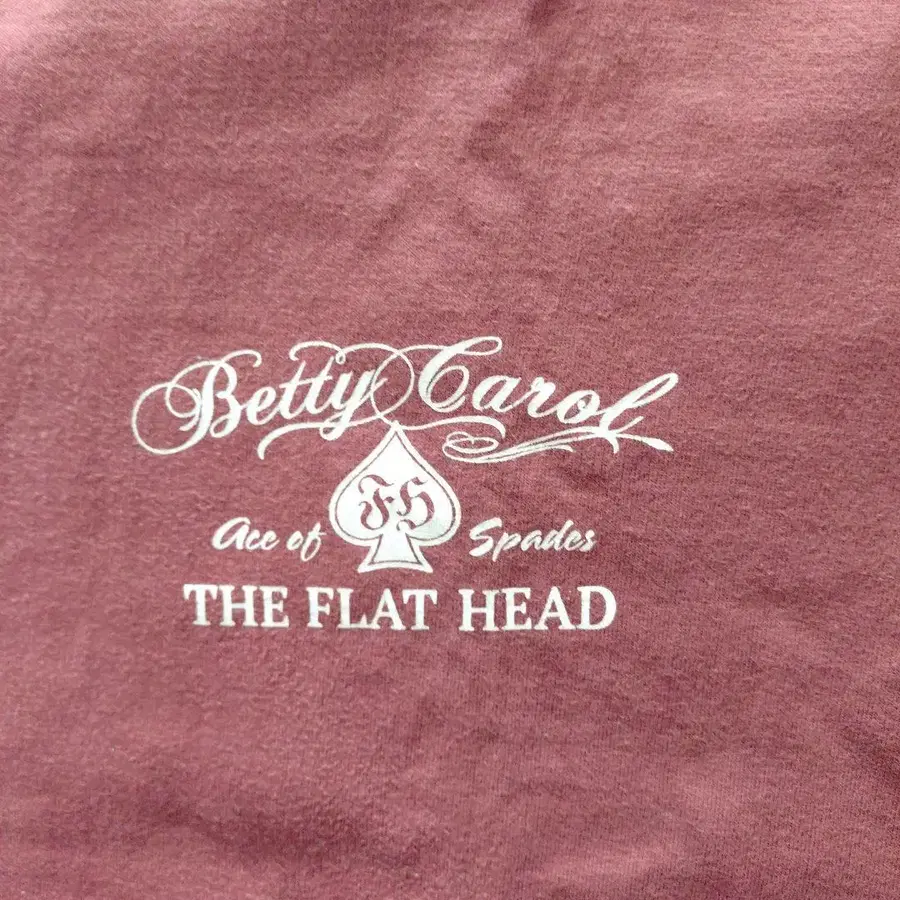 Betty Carol
FH
Ace of Spades
THE FLAT HEAD